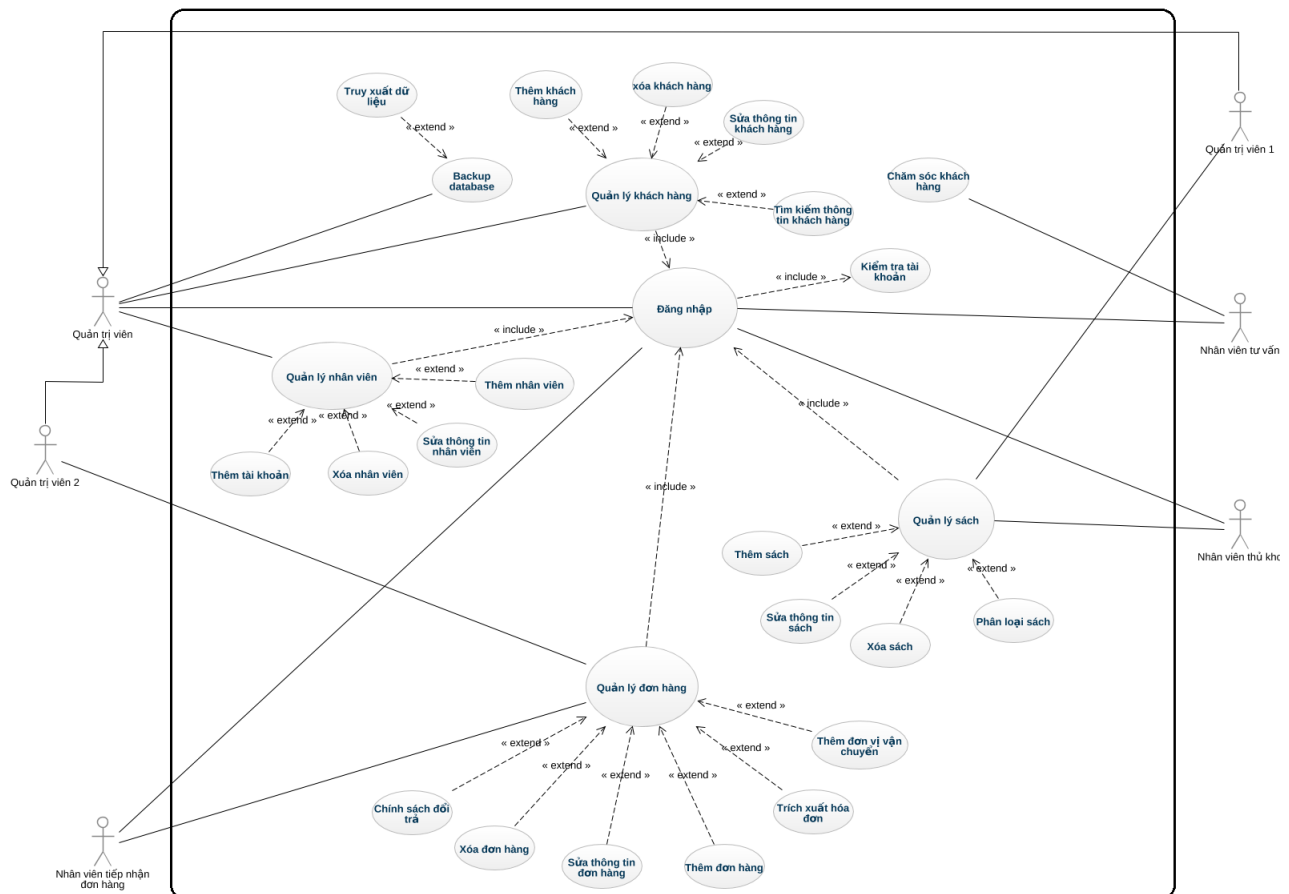 Truy xuất dữ
liệu
Thêm khách
hàng
xóa khách hàng
Sửa thông tin
khách hàng
« extend »
« extend »
« extend »
« extend »
Quản trị viên 1
Backup
database
Quản lý khách hàng
« extend »
Tìm kiếm thông
tin khách hàng
Chăm sóc khách
hàng
« include »
Kiểm tra tài
khoản
« include »
Đăng nhập
Quản trị viên
Nhân viên tư vấn
« include »
Quản lý nhân viên
« extend »
Thêm nhân viên
« extend »
« extend »
« extend »
Sửa thông tin
nhân viên
Thêm tài khoản
Xóa nhân viên
Quản trị viên 2
« include »
« include »
Quản lý sách
« extend »
Thêm sách
« extend »
« extend »
« extend »
Nhân viên thủ kho
Sửa thông tin
sách
Xóa sách
Phân loại sách
Quản lý đơn hàng
« extend »
Thêm đơn vị vận
chuyển
« extend »
« extend »
« extend »
« extend »
« extend »
Chính sách đổi
trả
Xóa đơn hàng
Sửa thông tin
đơn hàng
Thêm đơn hàng
Trích xuất hóa
đơn
Nhân viên tiếp nhận
đơn hàng